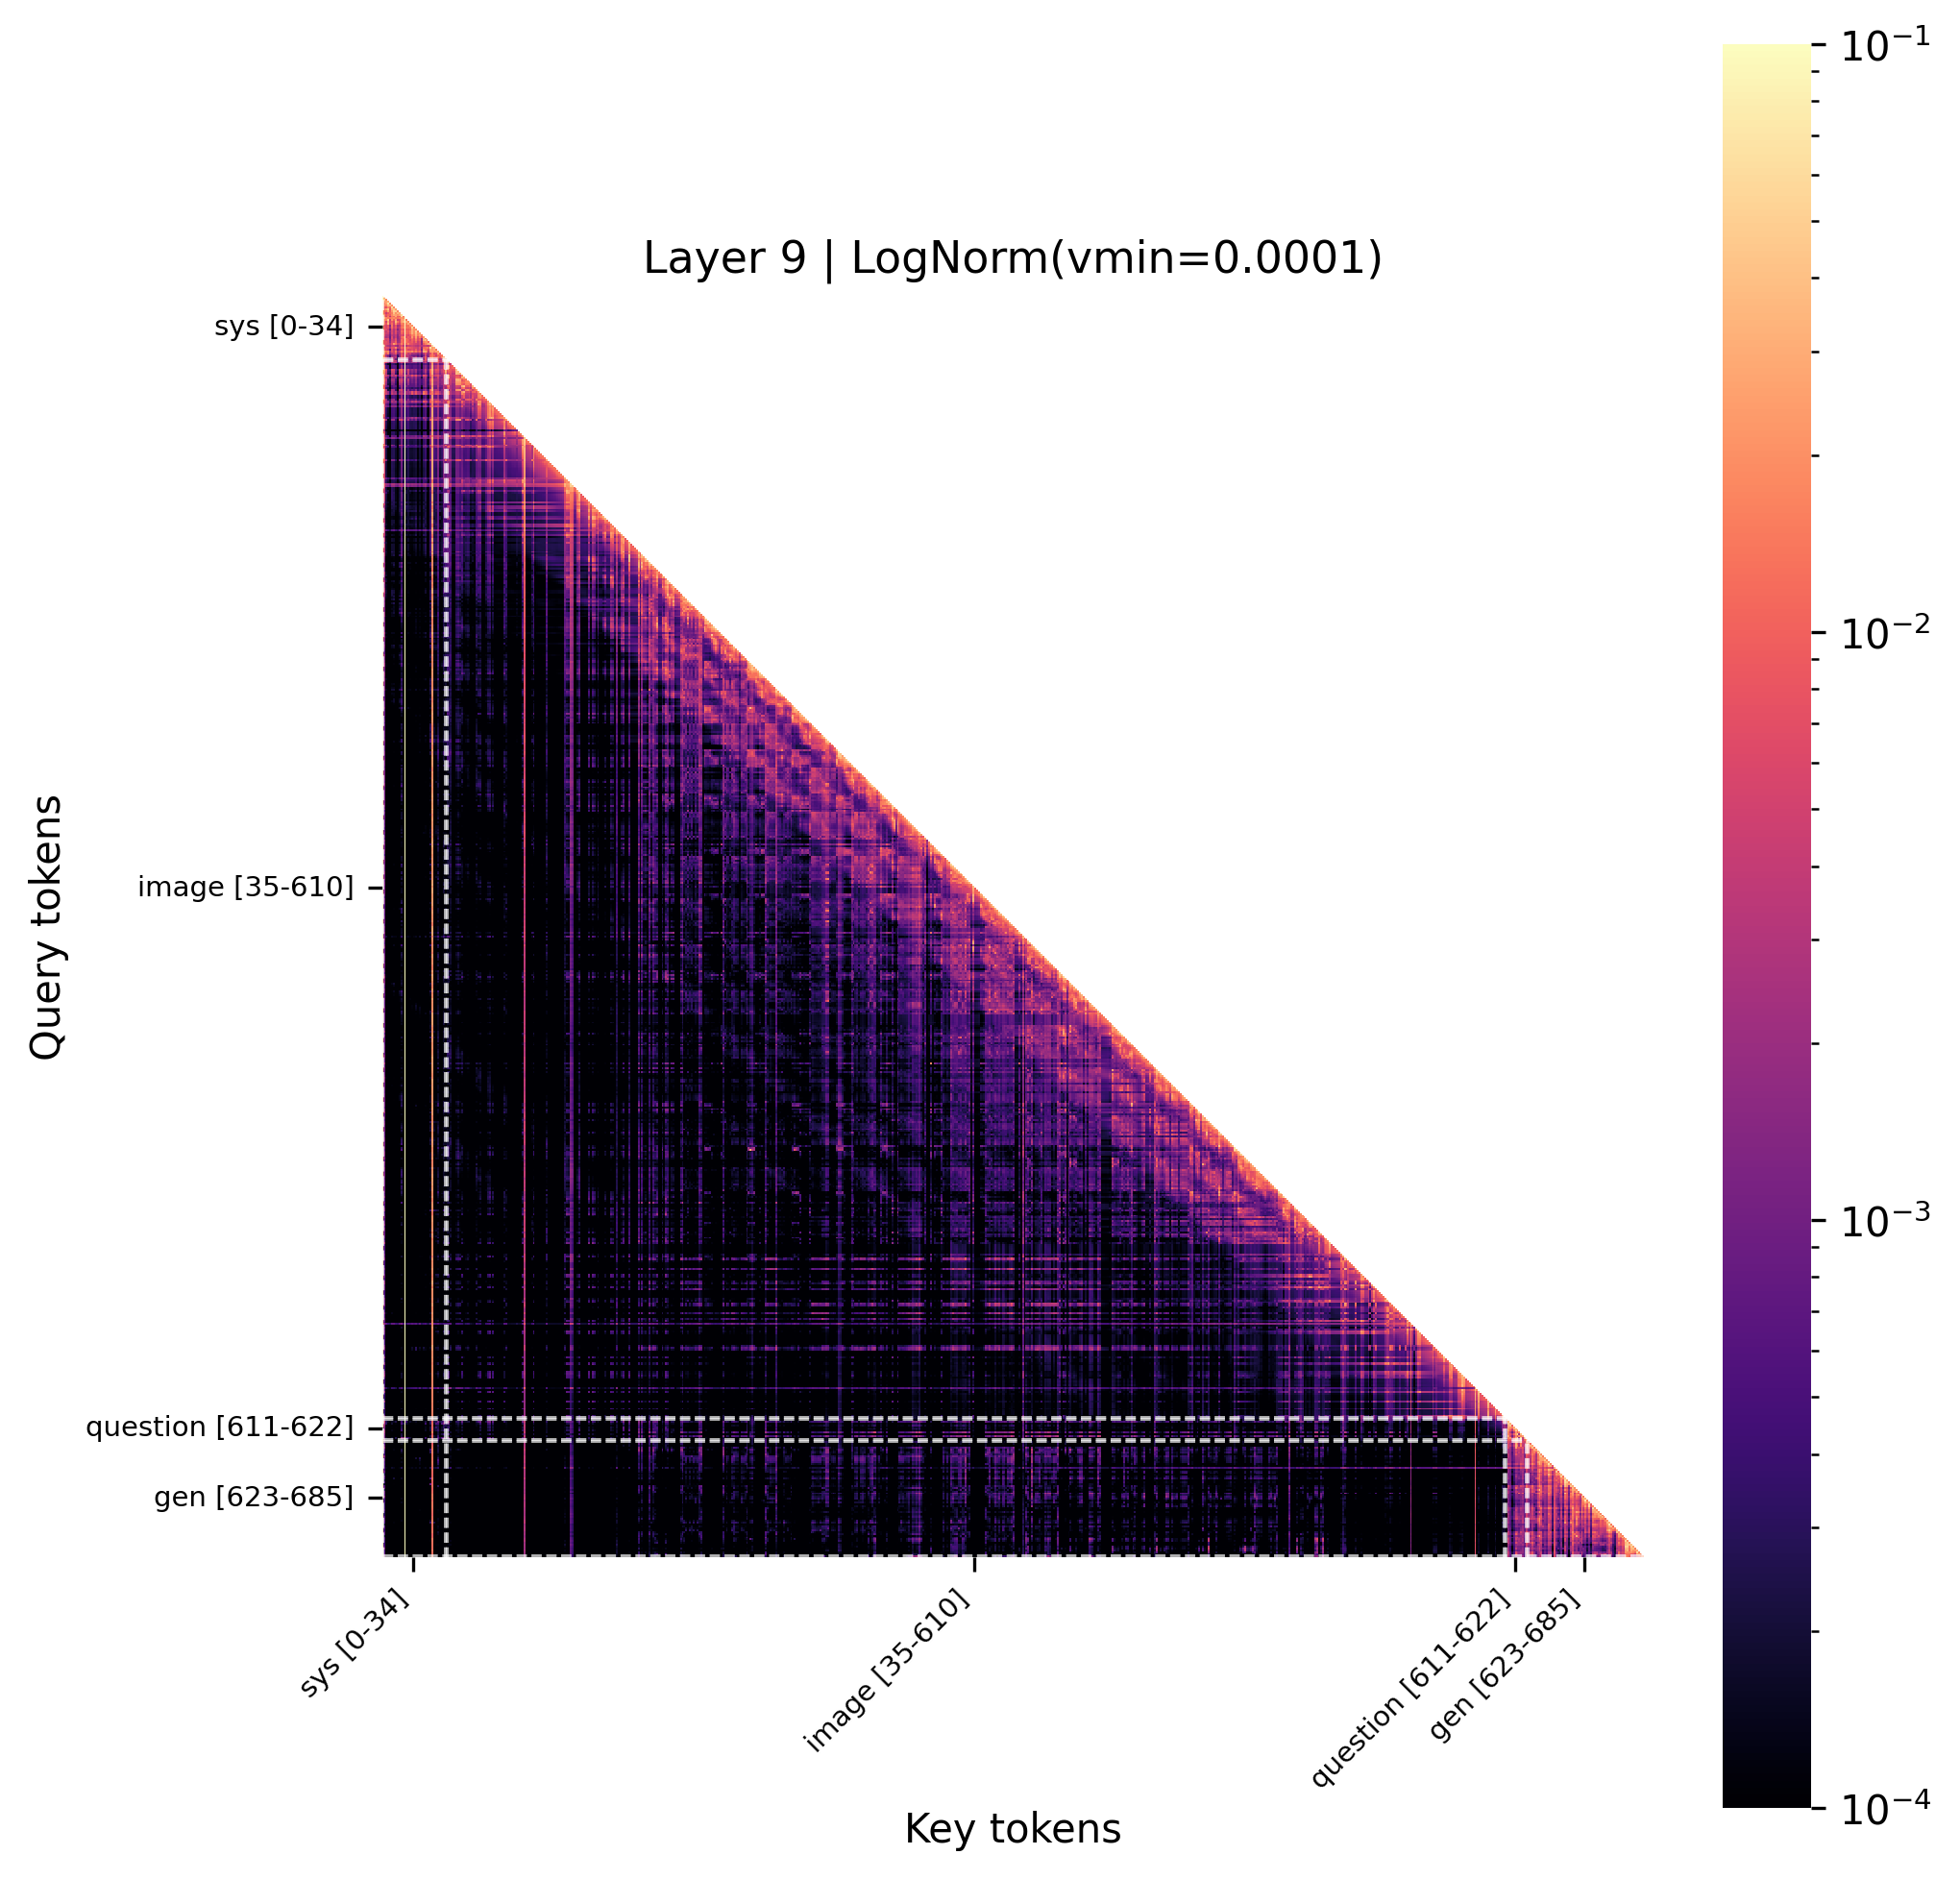 Layer 9 | LogNorm(vmin=0.0001)
Query tokens
sys [0-34]
image [35-610]
question [611-622]
gen [623-685]
sys [0-34]
image [35-610]
question [611-622]
gen [623-685]
Key tokens
10⁻¹
10⁻²
10⁻³
10⁻⁴